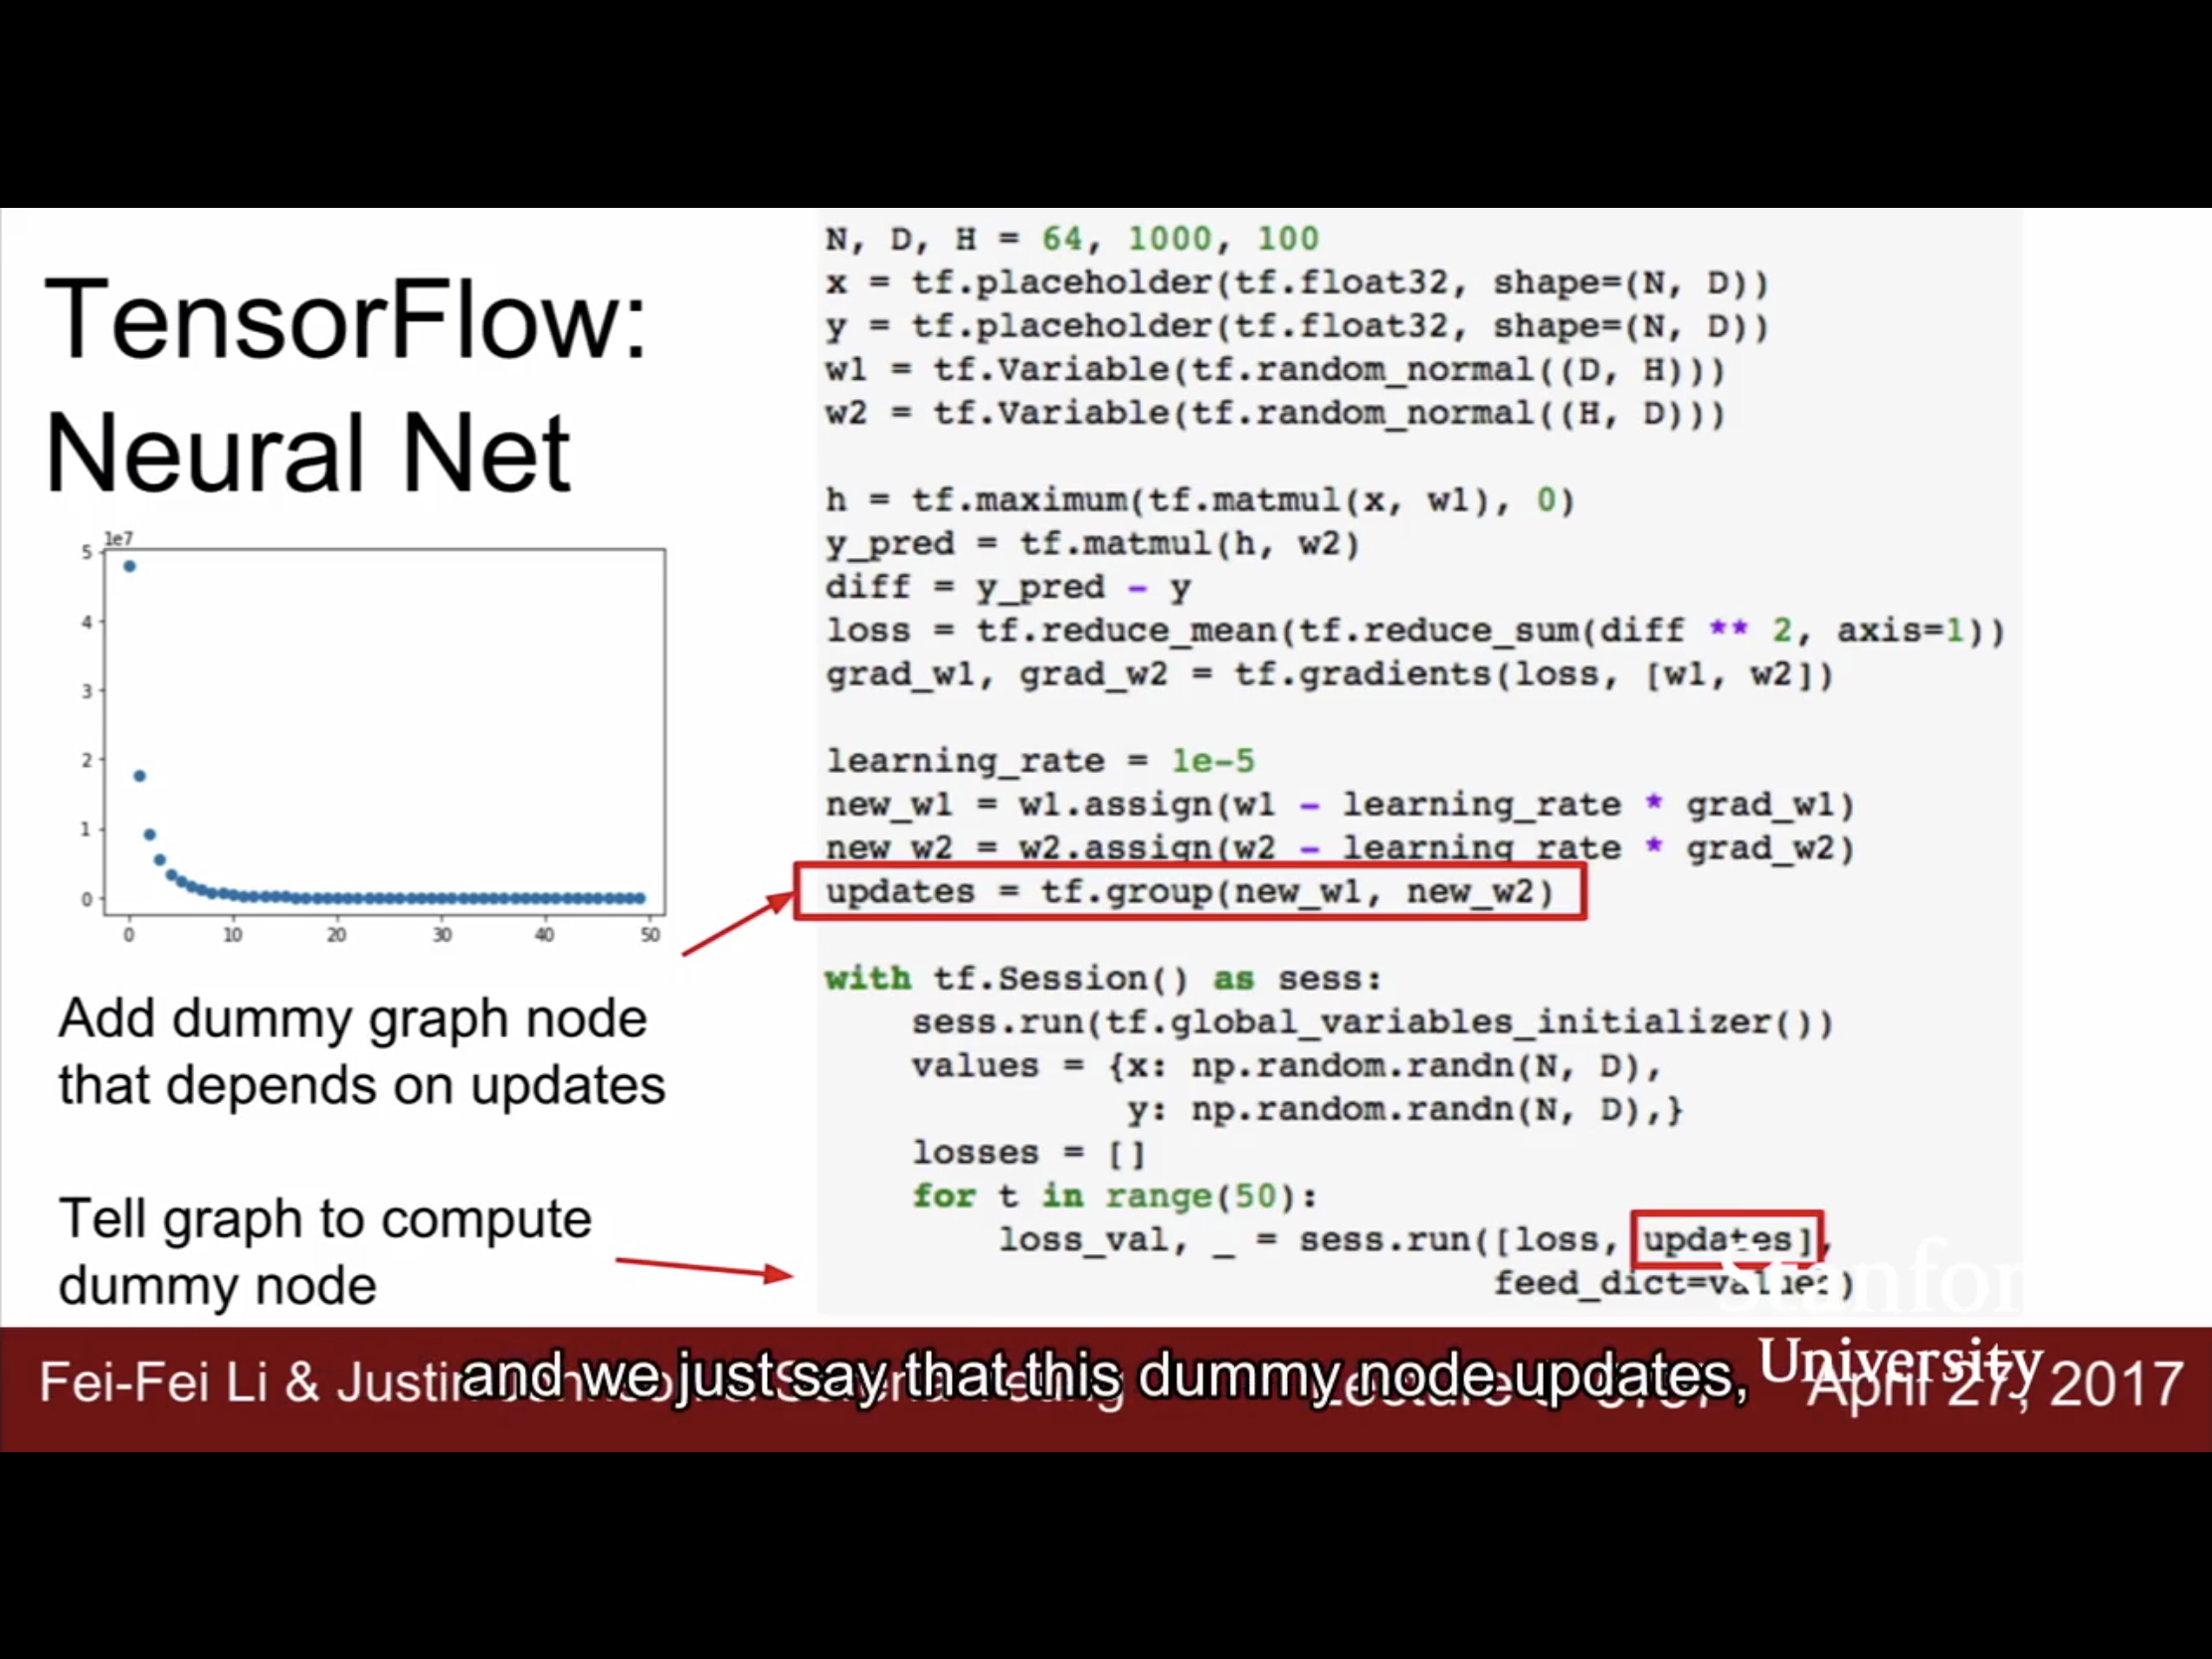 TensorFlow:
Neural Net
1e7
5
4
3
2
1
0
0 10 20 30 40 50
Add dummy graph node
that depends on updates
Tell graph to compute
dummy node
N, D, H = 64, 1000, 100
x = tf.placeholder(tf.float32, shape=(N, D))
y = tf.placeholder(tf.float32, shape=(N, D))
w1 = tf.Variable(tf.random_normal((D, H)))
w2 = tf.Variable(tf.random_normal((H, D)))
h = tf.maximum(tf.matmul(x, w1), 0)
y_pred = tf.matmul(h, w2)
diff = y_pred - y
loss = tf.reduce_mean(tf.reduce_sum(diff ** 2, axis=1))
grad_w1, grad_w2 = tf.gradients(loss, [w1, w2])
learning_rate = 1e-5
new_w1 = w1.assign(w1 - learning_rate * grad_w1)
new_w2 = w2.assign(w2 - learning_rate * grad_w2)
updates = tf.group(new_w1, new_w2)
with tf.Session() as sess:
    sess.run(tf.global_variables_initializer())
    values = {x: np.random.randn(N, D),
              y: np.random.randn(N, D),}
    losses = []
    for t in range(50):
        loss_val, _ = sess.run([loss, updates],
                               feed_dict=values)
Stanford
University
Fei-Fei Li & Justin
and we just say that this dummy node updates,
April 27, 2017